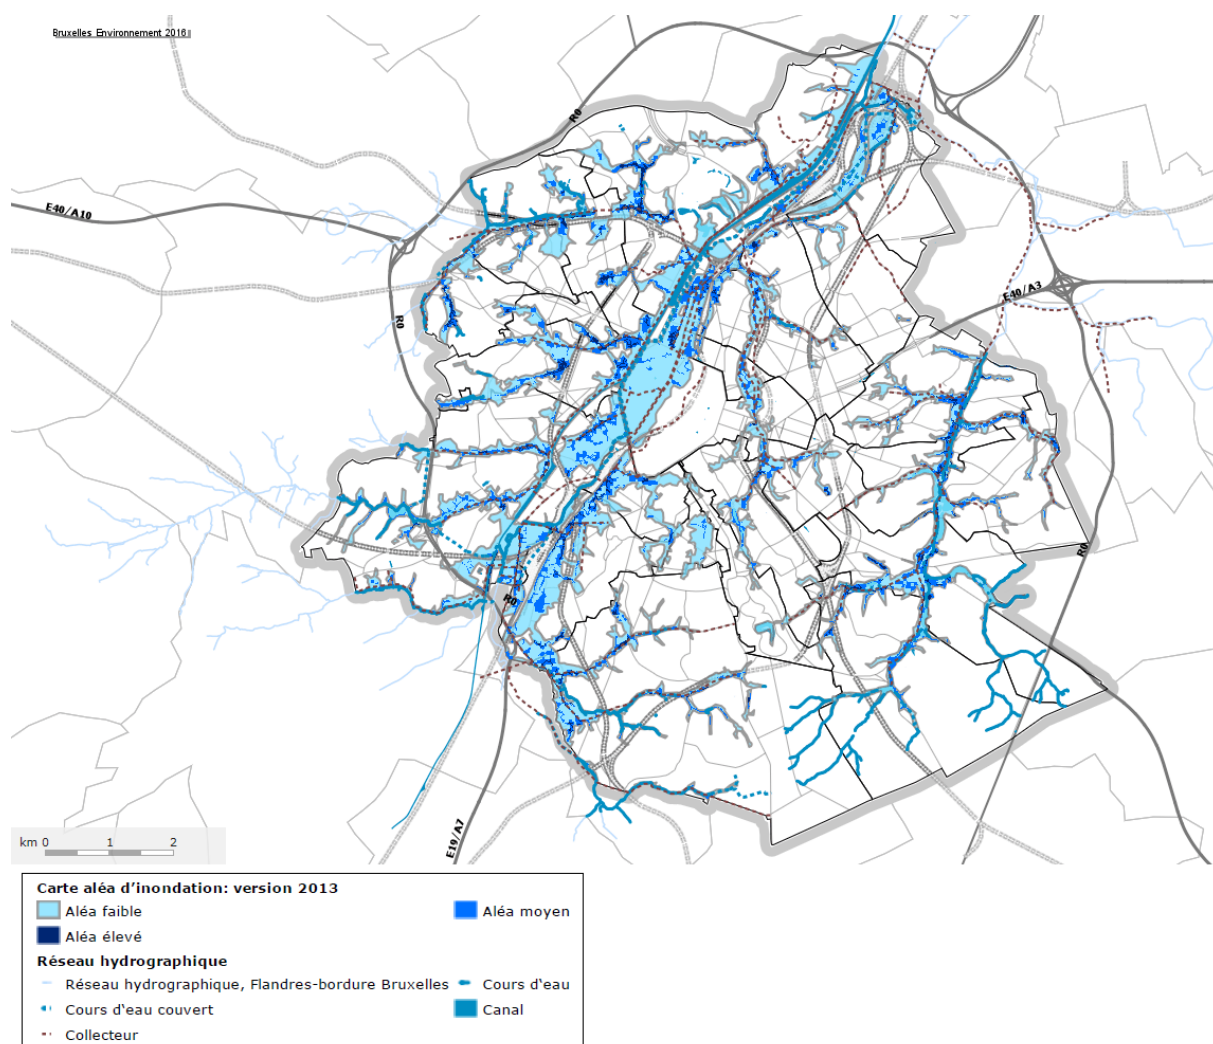 Bruxelles Environnement 2016
R0
E40/A10
E40/A3
R0
R0
R0
E19/A7
km 0 1 2
Carte aléa d'inondation: version 2013
Aléa faible
Aléa moyen
Aléa élevé
Réseau hydrographique
Réseau hydrographique, Flandres-bordure Bruxelles
Cours d'eau
Cours d'eau couvert
Canal
Collecteur